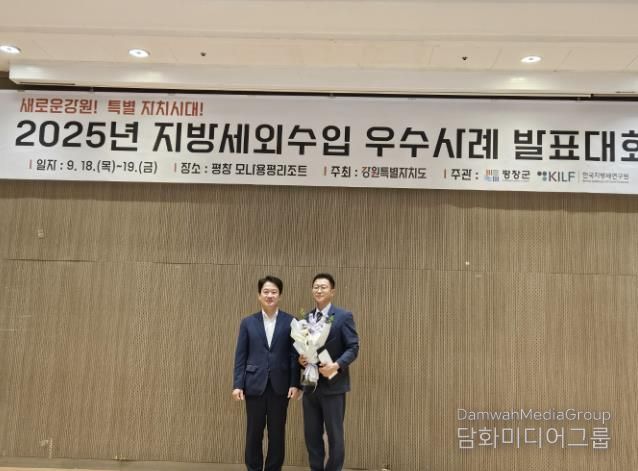 새로운강원! 특별 자치시대!
2025년 지방세외수입 우수사례 발표대회
일자 : 9. 18.(목)~19.(금) 장소 : 평창 모나용평리조트 주최 : 강원특별자치도 주관 : 평창군 KILF 한국지방세연구원
DamwahMediaGroup
담화미디어그룹